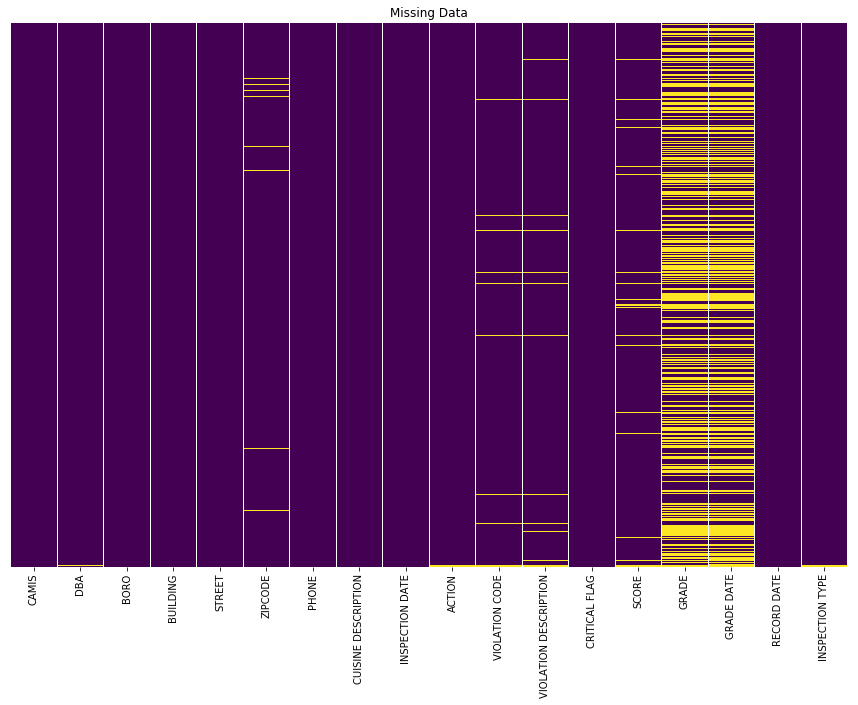 Missing Data
CAMIS
DBA
BORO
BUILDING
STREET
ZIPCODE
PHONE
CUISINE DESCRIPTION
INSPECTION DATE
ACTION
VIOLATION CODE
VIOLATION DESCRIPTION
CRITICAL FLAG
SCORE
GRADE
GRADE DATE
RECORD DATE
INSPECTION TYPE